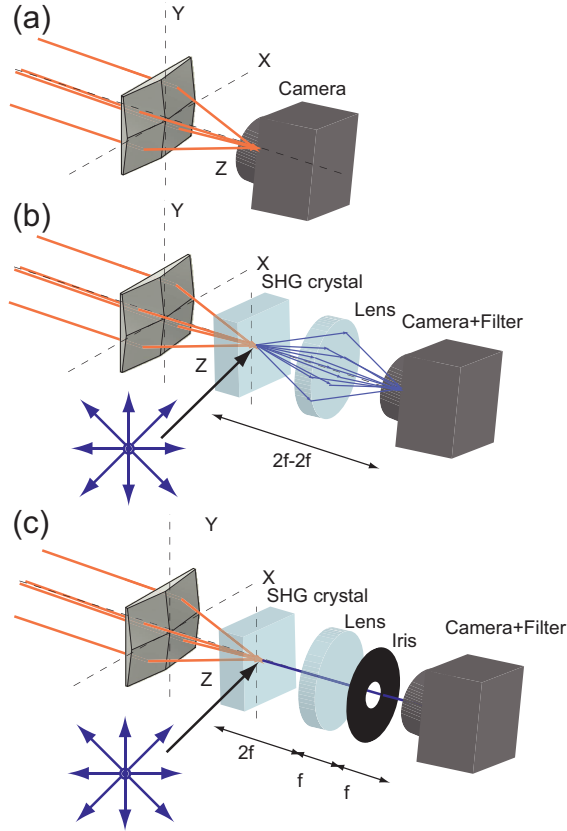 (a)
Y
X
Camera
Z
(b)
Y
X
SHG crystal
Lens
Camera+Filter
Z
2f-2f
(c)
Y
X
SHG crystal
Lens
Iris
Camera+Filter
Z
2f
f
f